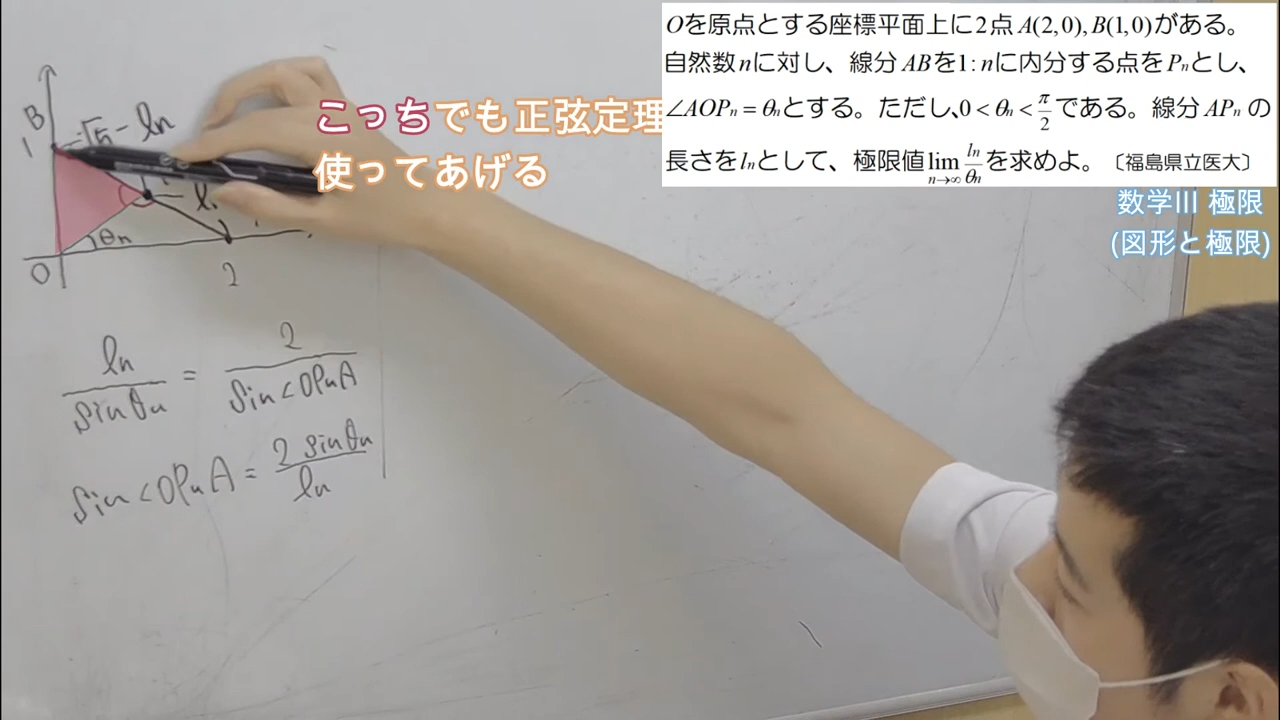 Oを原点とする座標平面上に2点A(2,0),B(1,0)がある。
自然数nに対し、線分ABを1:nに内分する点をPnとし、
∠AOPn=θnとする。ただし、0<θn<π/2である。線分APnの
長さをlnとして、極限値lim n→∞ ln/θnを求めよ。〔福島県立医大〕
数学III 極限
(図形と極限)
こっちでも正弦定理
使ってあげる
B
1
√5 - ln
θn
O
2
ln/sinθn = 2/sin∠OPnA
sin∠OPnA = 2sinθn/ln